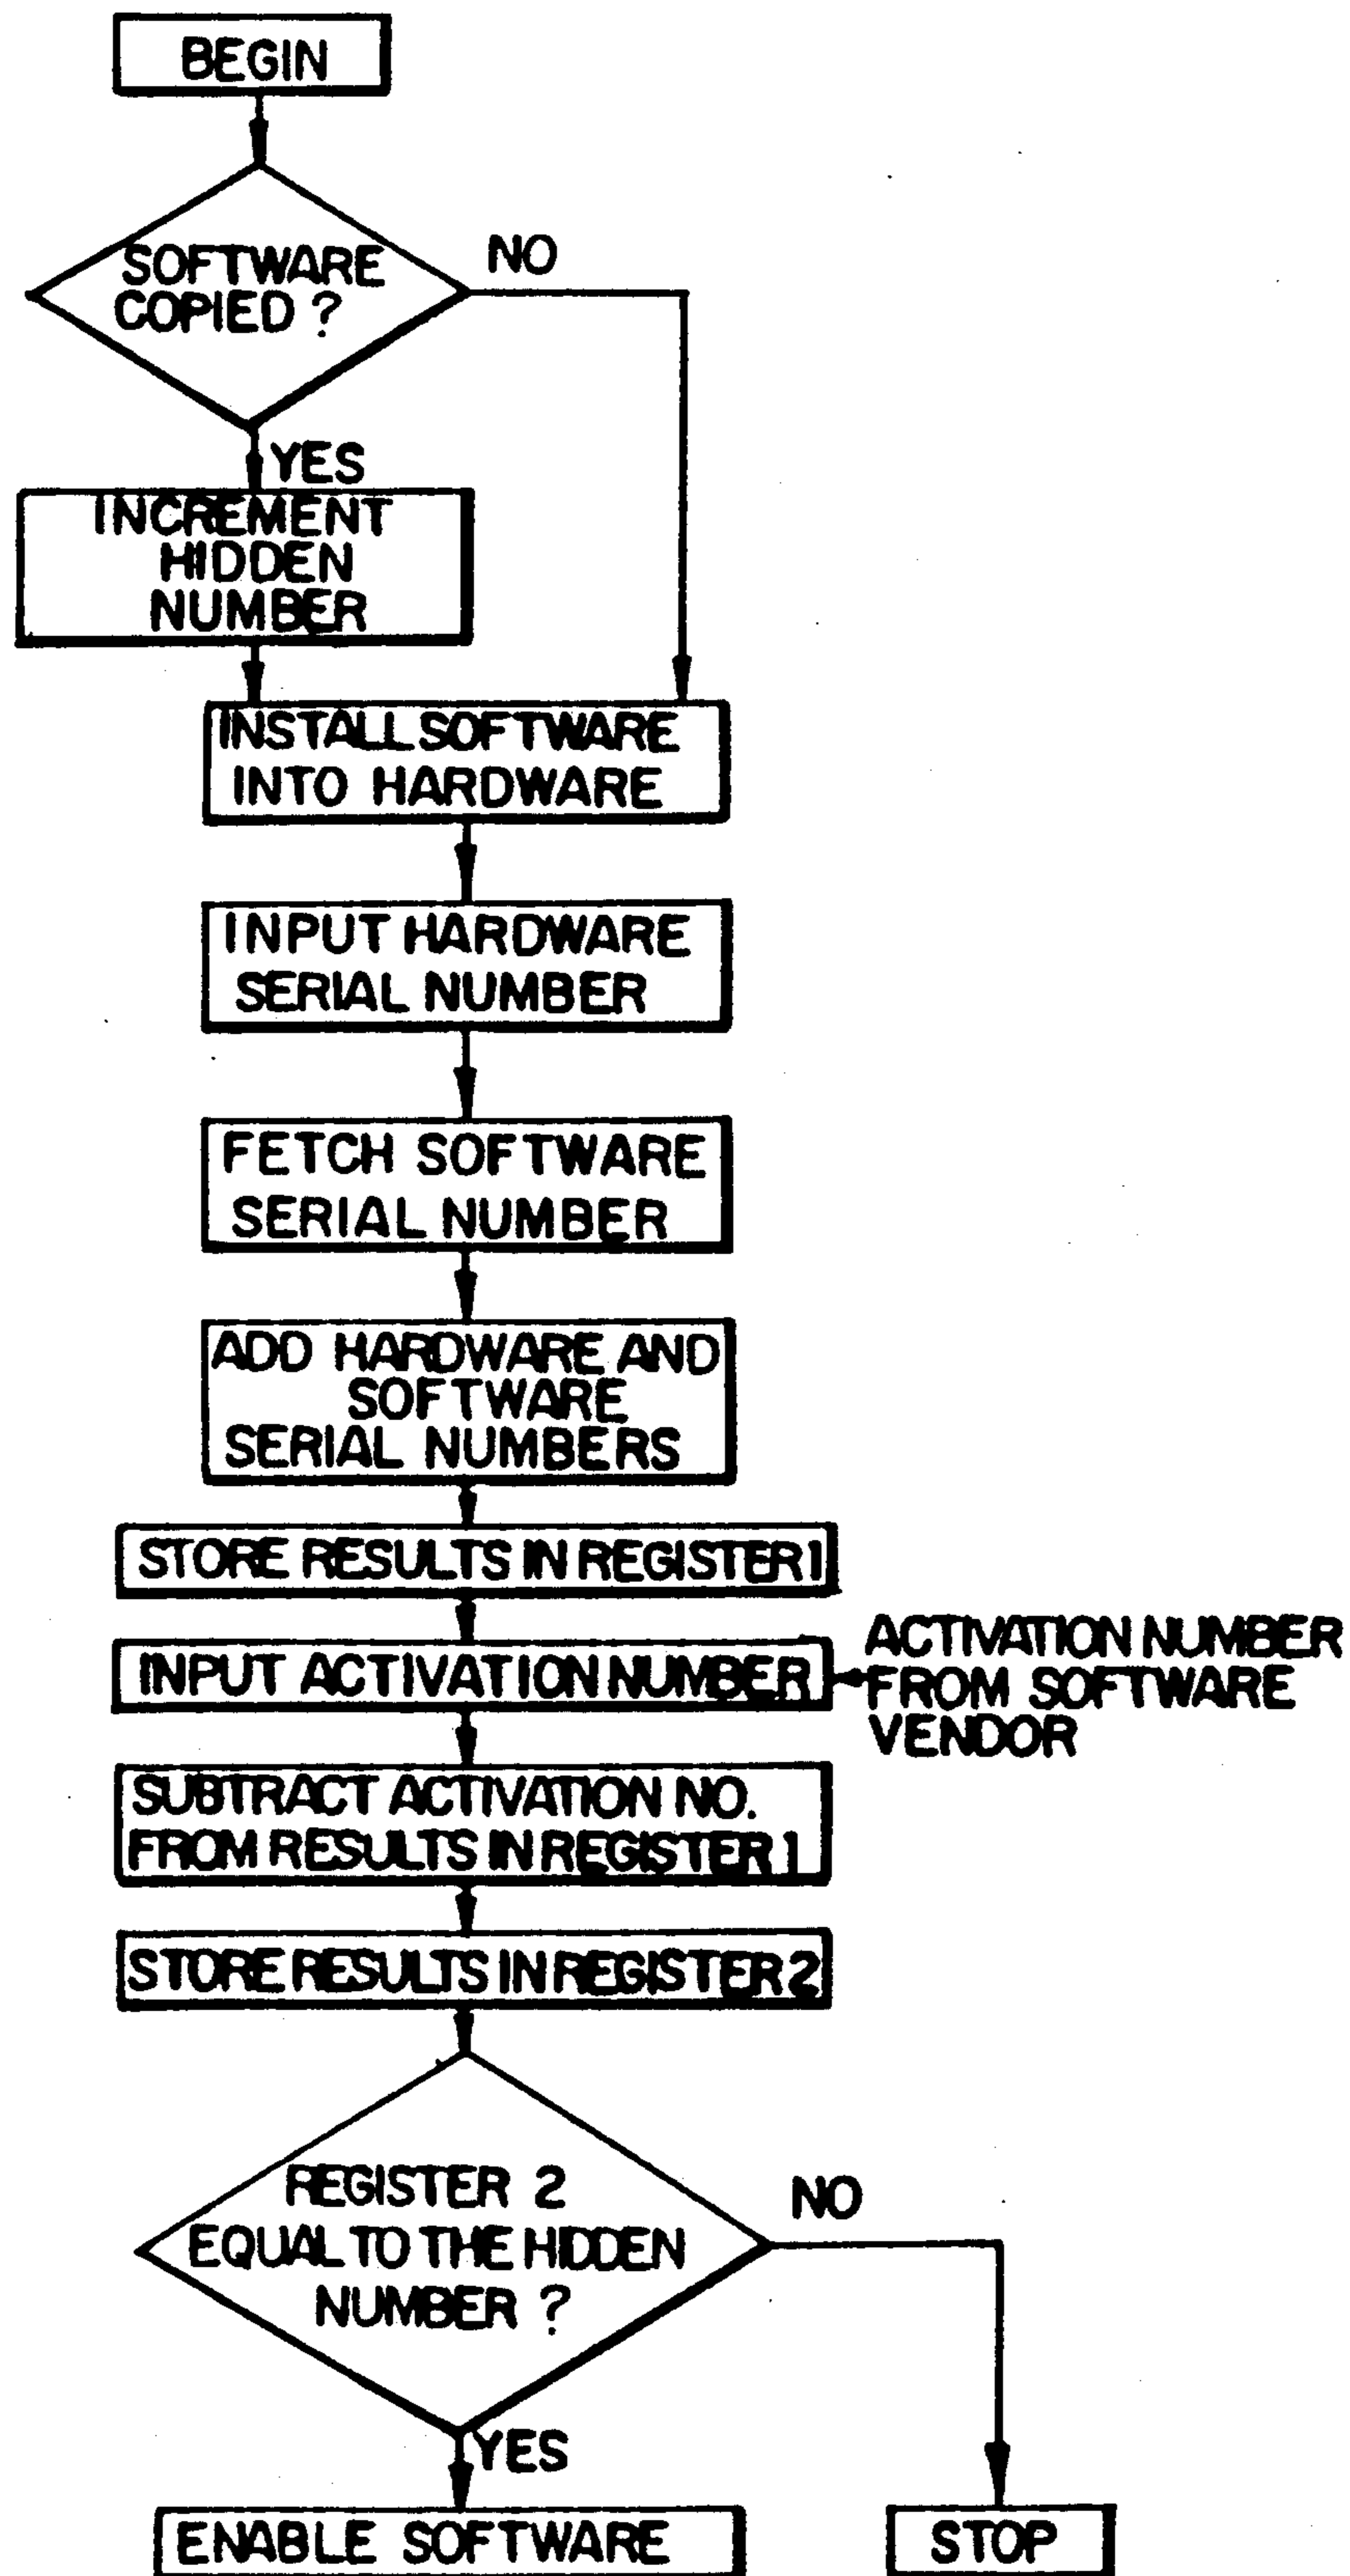 BEGIN
SOFTWARE
COPIED ?
NO
YES
INCREMENT
HIDDEN
NUMBER
INSTALL SOFTWARE
INTO HARDWARE
INPUT HARDWARE
SERIAL NUMBER
FETCH SOFTWARE
SERIAL NUMBER
ADD HARDWARE AND
SOFTWARE
SERIAL NUMBERS
STORE RESULTS IN REGISTER 1
INPUT ACTIVATION NUMBER
ACTIVATION NUMBER
FROM SOFTWARE
VENDOR
SUBTRACT ACTIVATION NO.
FROM RESULTS IN REGISTER 1
STORE RESULTS IN REGISTER 2
REGISTER 2
EQUAL TO THE HIDDEN
NUMBER ?
NO
YES
ENABLE SOFTWARE
STOP